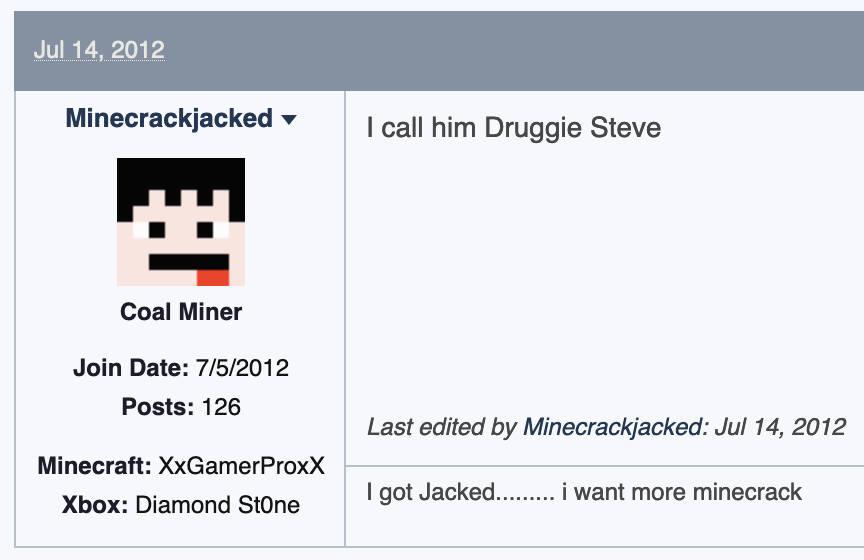 Jul 14, 2012
Minecrackjacked
Coal Miner
Join Date: 7/5/2012
Posts: 126
Minecraft: XxGamerProxX
Xbox: Diamond St0ne
I call him Druggie Steve
Last edited by Minecrackjacked: Jul 14, 2012
I got Jacked......... i want more minecrack